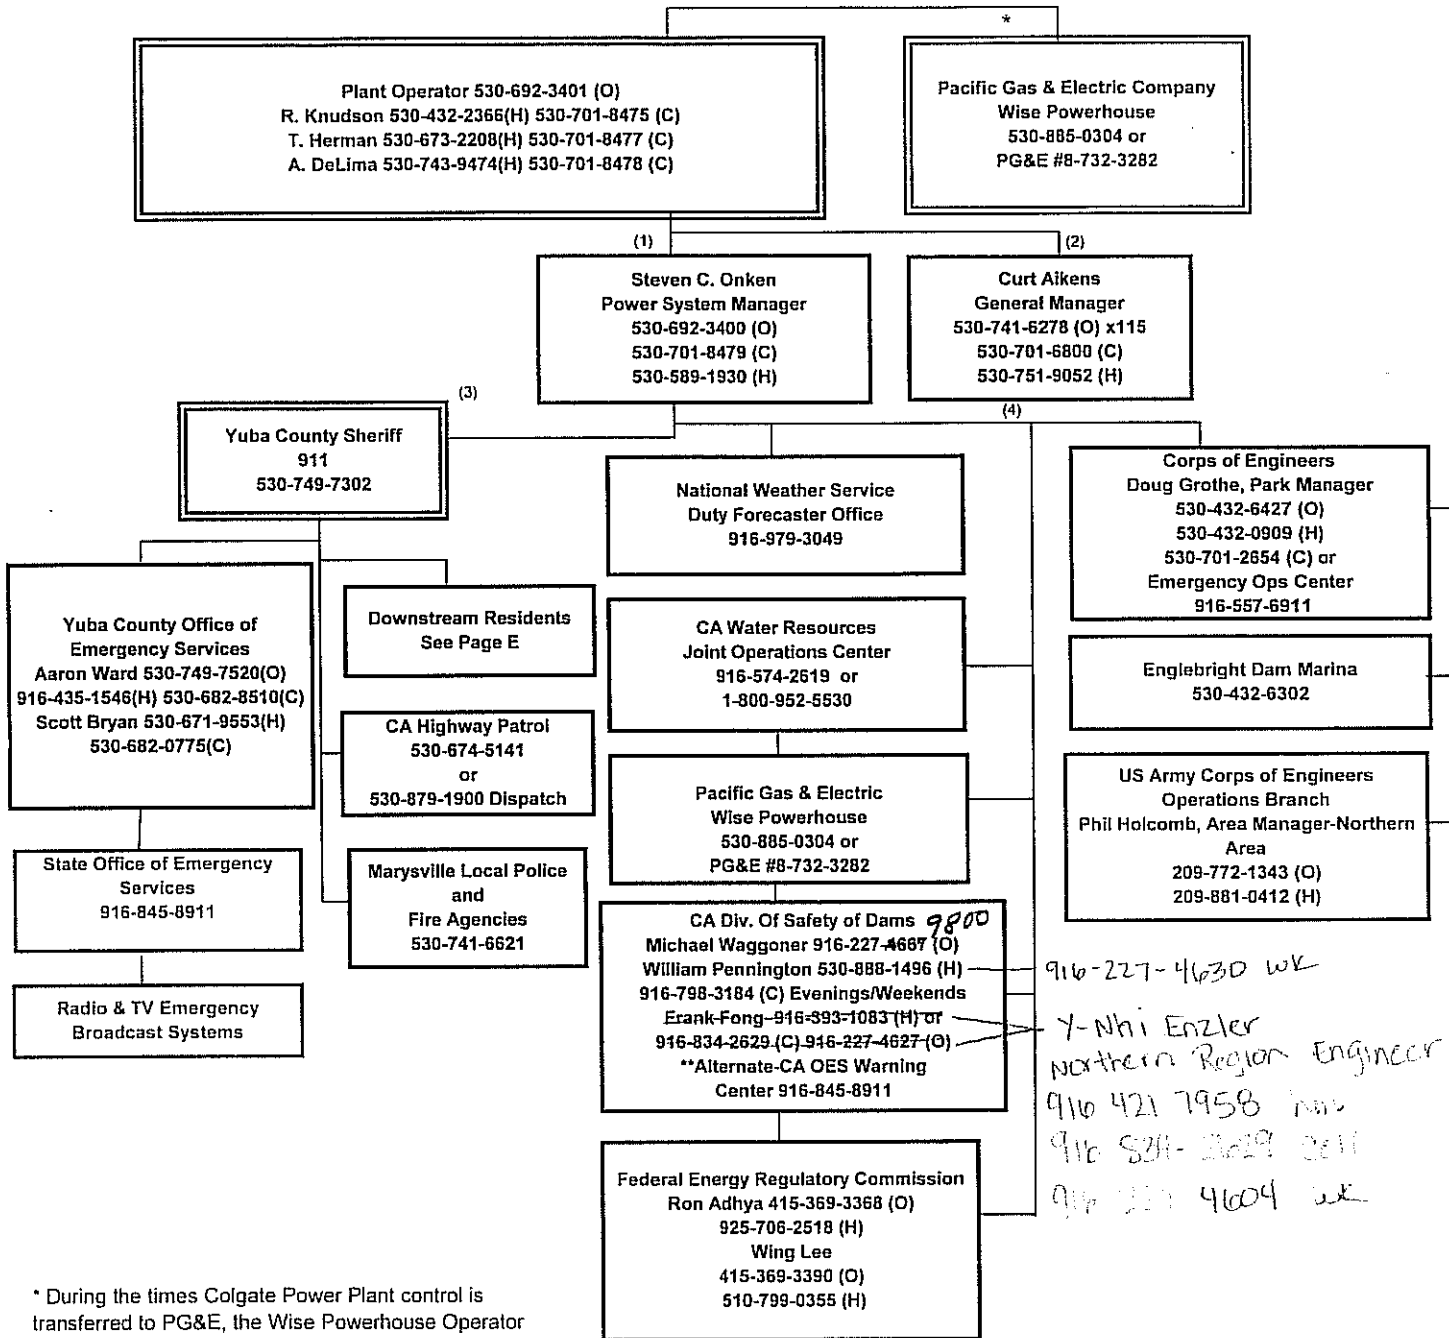 *
Plant Operator 530-692-3401 (O)
R. Knudson 530-432-2366(H) 530-701-8475 (C)
T. Herman 530-673-2208(H) 530-701-8477 (C)
A. DeLima 530-743-9474(H) 530-701-8478 (C)
Pacific Gas & Electric Company
Wise Powerhouse
530-885-0304 or
PG&E #8-732-3282
(1)
(2)
Steven C. Onken
Power System Manager
530-692-3400 (O)
530-701-8479 (C)
530-589-1930 (H)
Curt Aikens
General Manager
530-741-6278 (O) x115
530-701-6800 (C)
530-751-9052 (H)
(3)
(4)
Yuba County Sheriff
911
530-749-7302
National Weather Service
Duty Forecaster Office
916-979-3049
Corps of Engineers
Doug Grothe, Park Manager
530-432-6427 (O)
530-432-0909 (H)
530-701-2654 (C) or
Emergency Ops Center
916-557-6911
Yuba County Office of
Emergency Services
Aaron Ward 530-749-7520(O)
916-435-1546(H) 530-682-8510(C)
Scott Bryan 530-671-9553(H)
530-682-0775(C)
Downstream Residents
See Page E
CA Water Resources
Joint Operations Center
916-574-2619 or
1-800-952-5530
Englebright Dam Marina
530-432-6302
CA Highway Patrol
530-674-5141
or
530-879-1900 Dispatch
Pacific Gas & Electric
Wise Powerhouse
530-885-0304 or
PG&E #8-732-3282
US Army Corps of Engineers
Operations Branch
Phil Holcomb, Area Manager-Northern
Area
209-772-1343 (O)
209-881-0412 (H)
State Office of Emergency
Services
916-845-8911
Marysville Local Police
and
Fire Agencies
530-741-6621
Radio & TV Emergency
Broadcast Systems
CA Div. Of Safety of Dams 9800
Michael Waggoner 916-227-4667 (O)
William Pennington 530-888-1496 (H)
916-227-4630 wk
916-798-3184 (C) Evenings/Weekends
Frank Fong 916-393-1083 (H) or
916-834-2629 (C) 916-227-4627 (O)
**Alternate-CA OES Warning
Center 916-845-8911
Y-Nhi Enzler
Northern Region Engineer
916 421 7958
916
916 4604 wk
Federal Energy Regulatory Commission
Ron Adhya 415-369-3368 (O)
925-706-2518 (H)
Wing Lee
415-369-3390 (O)
510-799-0355 (H)
* During the times Colgate Power Plant control is
transferred to PG&E, the Wise Powerhouse Operator